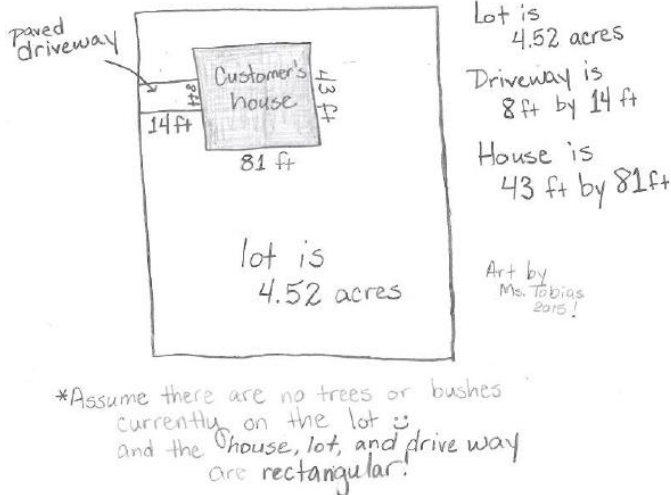 paved
driveway
Customer's
house
8ft
43 ft
14 ft
81 ft
lot is
4.52 acres
Lot is
4.52 acres
Driveway is
8 ft by 14 ft
House is
43 ft by 81ft
Art by
Ms. Tobias
2015!
*Assume there are no trees or bushes
currently on the lot :)
and the house, lot, and drive way
are rectangular!